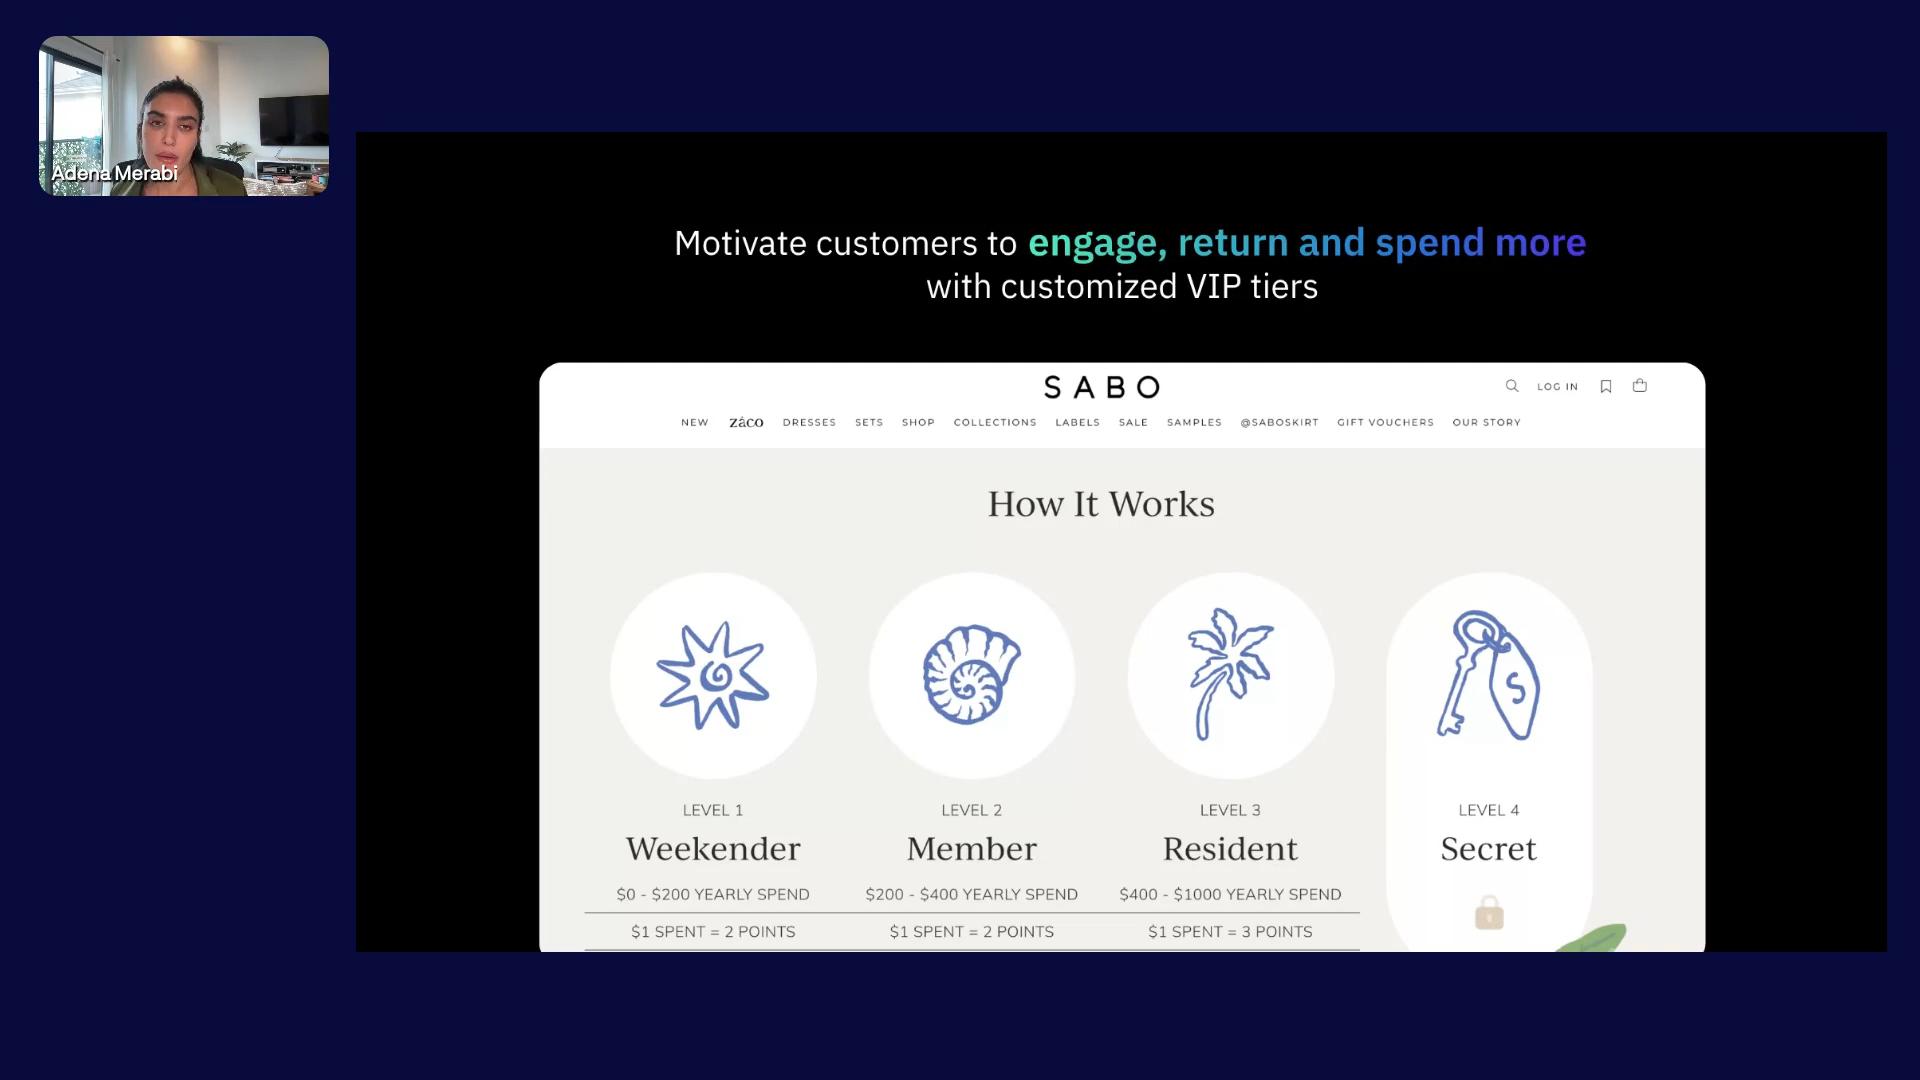 Adena Merabi
Motivate customers to engage, return and spend more
with customized VIP tiers
SABO
LOG IN
NEW zâco DRESSES SETS SHOP COLLECTIONS LABELS SALE SAMPLES @SABOSKIRT GIFT VOUCHERS OUR STORY
How It Works
S
LEVEL 1
Weekender
$0 - $200 YEARLY SPEND
$1 SPENT = 2 POINTS
LEVEL 2
Member
$200 - $400 YEARLY SPEND
$1 SPENT = 2 POINTS
LEVEL 3
Resident
$400 - $1000 YEARLY SPEND
$1 SPENT = 3 POINTS
LEVEL 4
Secret